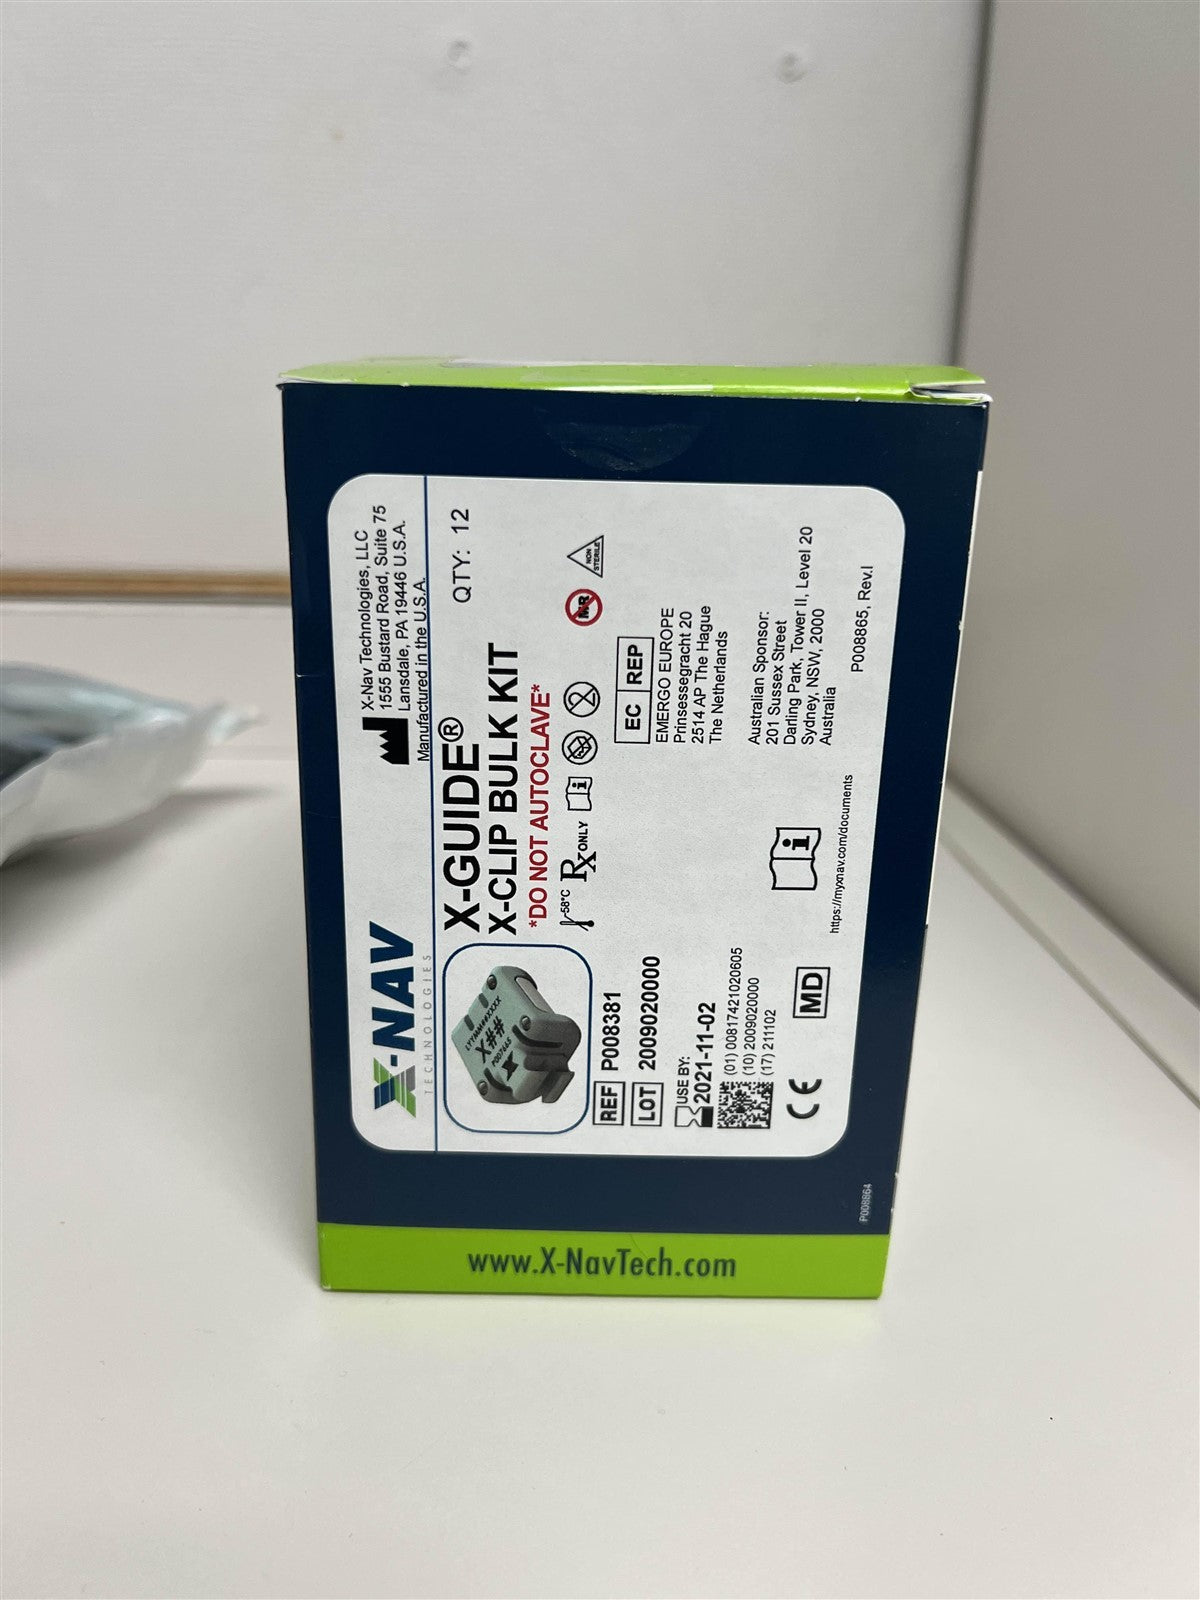 X-NAV
TECHNOLOGIES
X-Nav Technologies, LLC
1555 Bustard Road, Suite 75
Lansdale, PA 19446 U.S.A.
Manufactured in the U.S.A.
X-GUIDE®
X-CLIP BULK KIT
QTY: 12
*DO NOT AUTOCLAVE*
X##
P007465
58°C
Rx ONLY
2
MR
NON
STERILE
REF P008381
LOT 2009020000
USE BY:
2021-11-02
(01) 00817421020605
(10) 2009020000
(17) 211102
EC REP
EMERGO EUROPE
Prinsessegracht 20
2514 AP The Hague
The Netherlands
Australian Sponsor:
201 Sussex Street
Darling Park, Tower II, Level 20
Sydney, NSW, 2000
Australia
CE
MD
https://myxnav.com/documents
P008865, Rev.I
P008864
www.X-NavTech.com